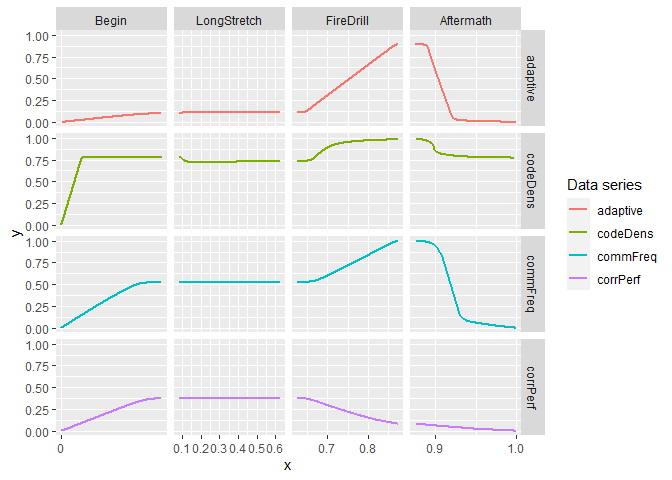 Begin LongStretch FireDrill Aftermath
1.00
0.75
0.50
0.25
0.00
adaptive
1.00
0.75
0.50
0.25
0.00
codeDens
1.00
0.75
0.50
0.25
0.00
commFreq
1.00
0.75
0.50
0.25
0.00
corrPerf
y
0 0.1 0.2 0.3 0.4 0.5 0.6 0.7 0.8 0.9 1.0
x
Data series
adaptive
codeDens
commFreq
corrPerf